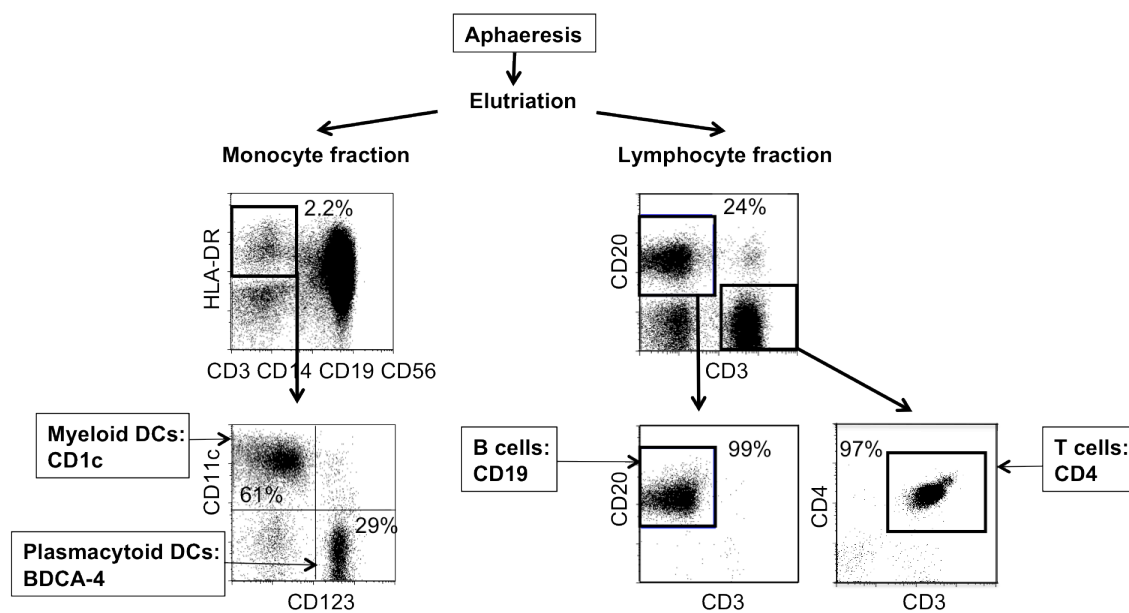 Aphaeresis
Elutriation
Monocyte fraction
Lymphocyte fraction
2.2%
HLA-DR
CD3 CD14 CD19 CD56
24%
CD20
CD3
Myeloid DCs:
CD1c
CD11c
61%
29%
Plasmacytoid DCs:
BDCA-4
CD123
B cells:
CD19
99%
CD20
CD3
97%
CD4
CD3
T cells:
CD4